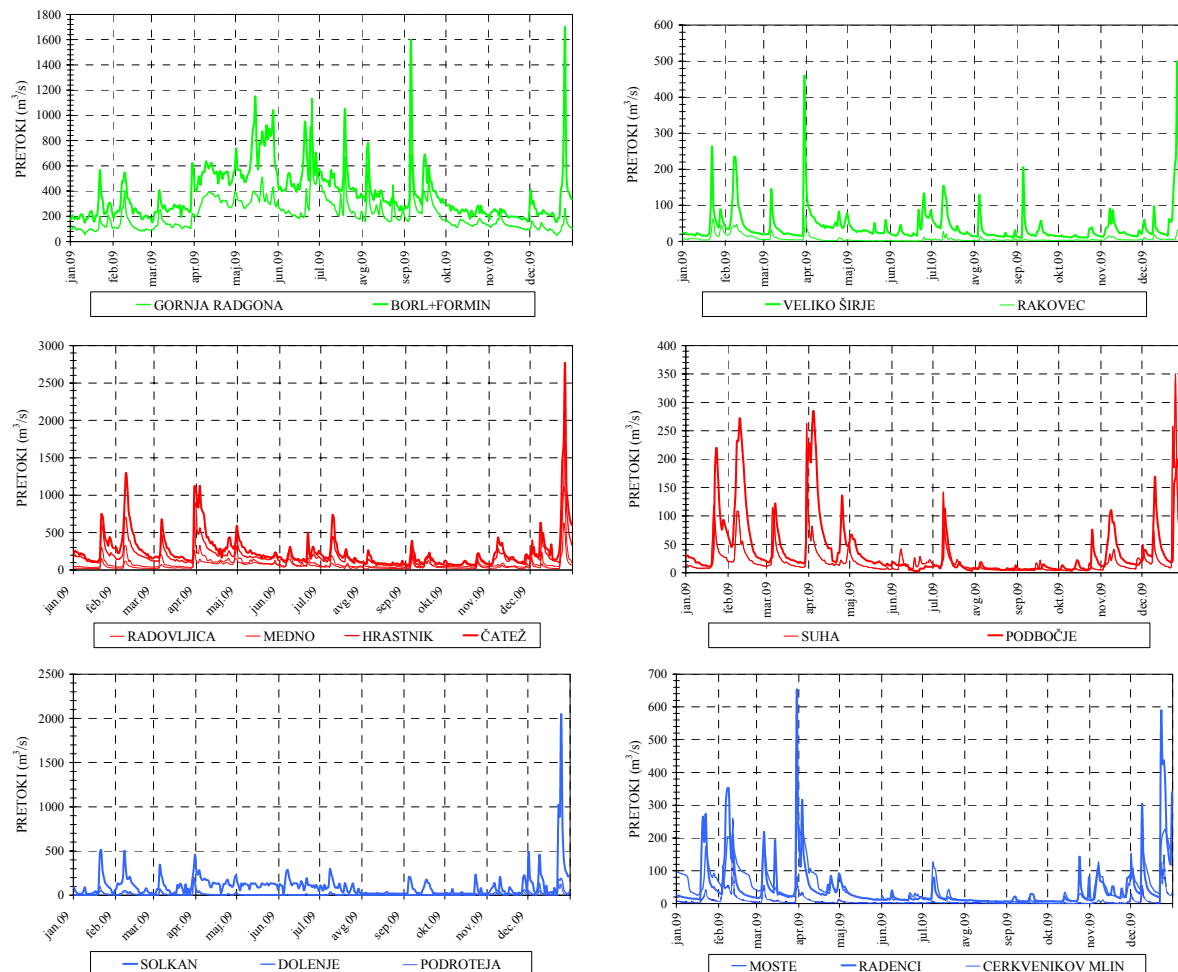 PRETOKI (m³/s)
1800
1600
1400
1200
1000
800
600
400
200
0
jan.09
feb.09
mar.09
apr.09
maj.09
jun.09
jul.09
avg.09
sep.09
okt.09
nov.09
dec.09
GORNJA RADGONA BORL+FORMIN
PRETOKI (m³/s)
600
500
400
300
200
100
0
jan.09
feb.09
mar.09
apr.09
maj.09
jun.09
jul.09
avg.09
sep.09
okt.09
nov.09
dec.09
VELIKO ŠIRJE RAKOVEC
PRETOKI (m³/s)
3000
2500
2000
1500
1000
500
0
jan.09
feb.09
mar.09
apr.09
maj.09
jun.09
jul.09
avg.09
sep.09
okt.09
nov.09
dec.09
RADOVLJICA MEDNO HRASTNIK ČATEŽ
PRETOKI (m³/s)
400
350
300
250
200
150
100
50
0
jan.09
feb.09
mar.09
apr.09
maj.09
jun.09
jul.09
avg.09
sep.09
okt.09
nov.09
dec.09
SUHA PODBOČJE
PRETOKI (m³/s)
2500
2000
1500
1000
500
0
jan.09
feb.09
mar.09
apr.09
maj.09
jun.09
jul.09
avg.09
sep.09
okt.09
nov.09
dec.09
SOLKAN DOLENJE PODROTEJA
PRETOKI (m³/s)
700
600
500
400
300
200
100
0
jan.09
feb.09
mar.09
apr.09
maj.09
jun.09
jul.09
avg.09
sep.09
okt.09
nov.09
dec.09
MOSTE RADENCI CERKVENIKOV MLIN